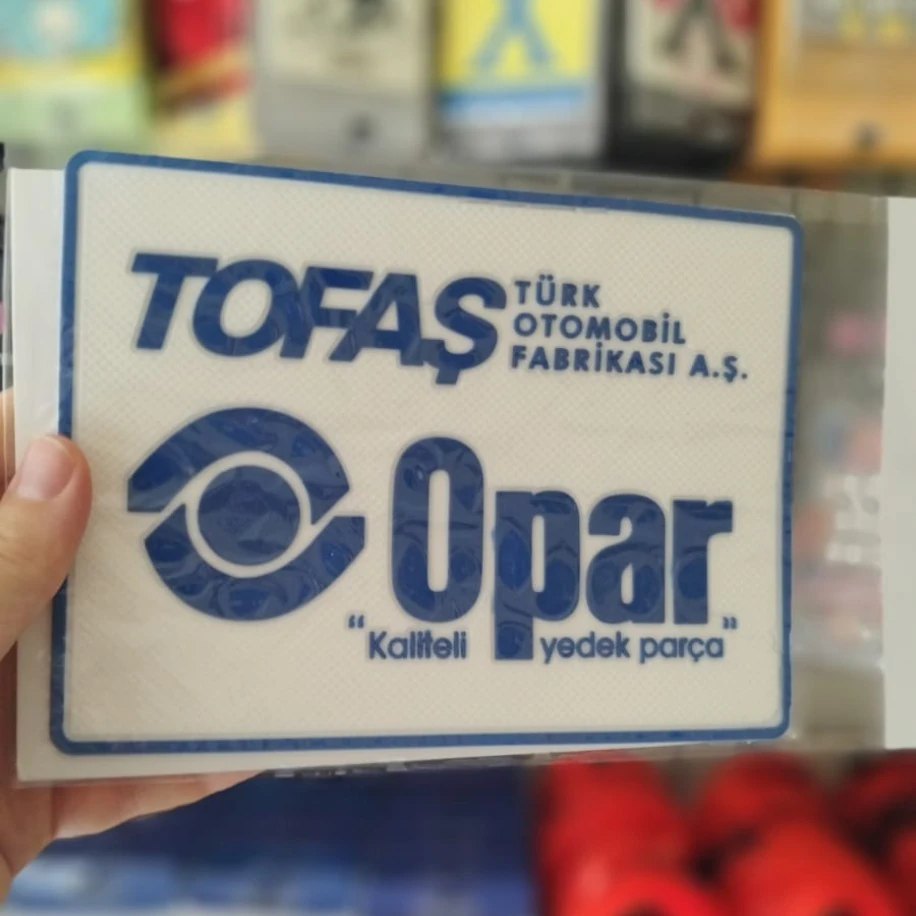 TOFAŞ
TÜRK
OTOMOBİL
FABRİKASI A.Ş.
Opar
"Kaliteli yedek parça"